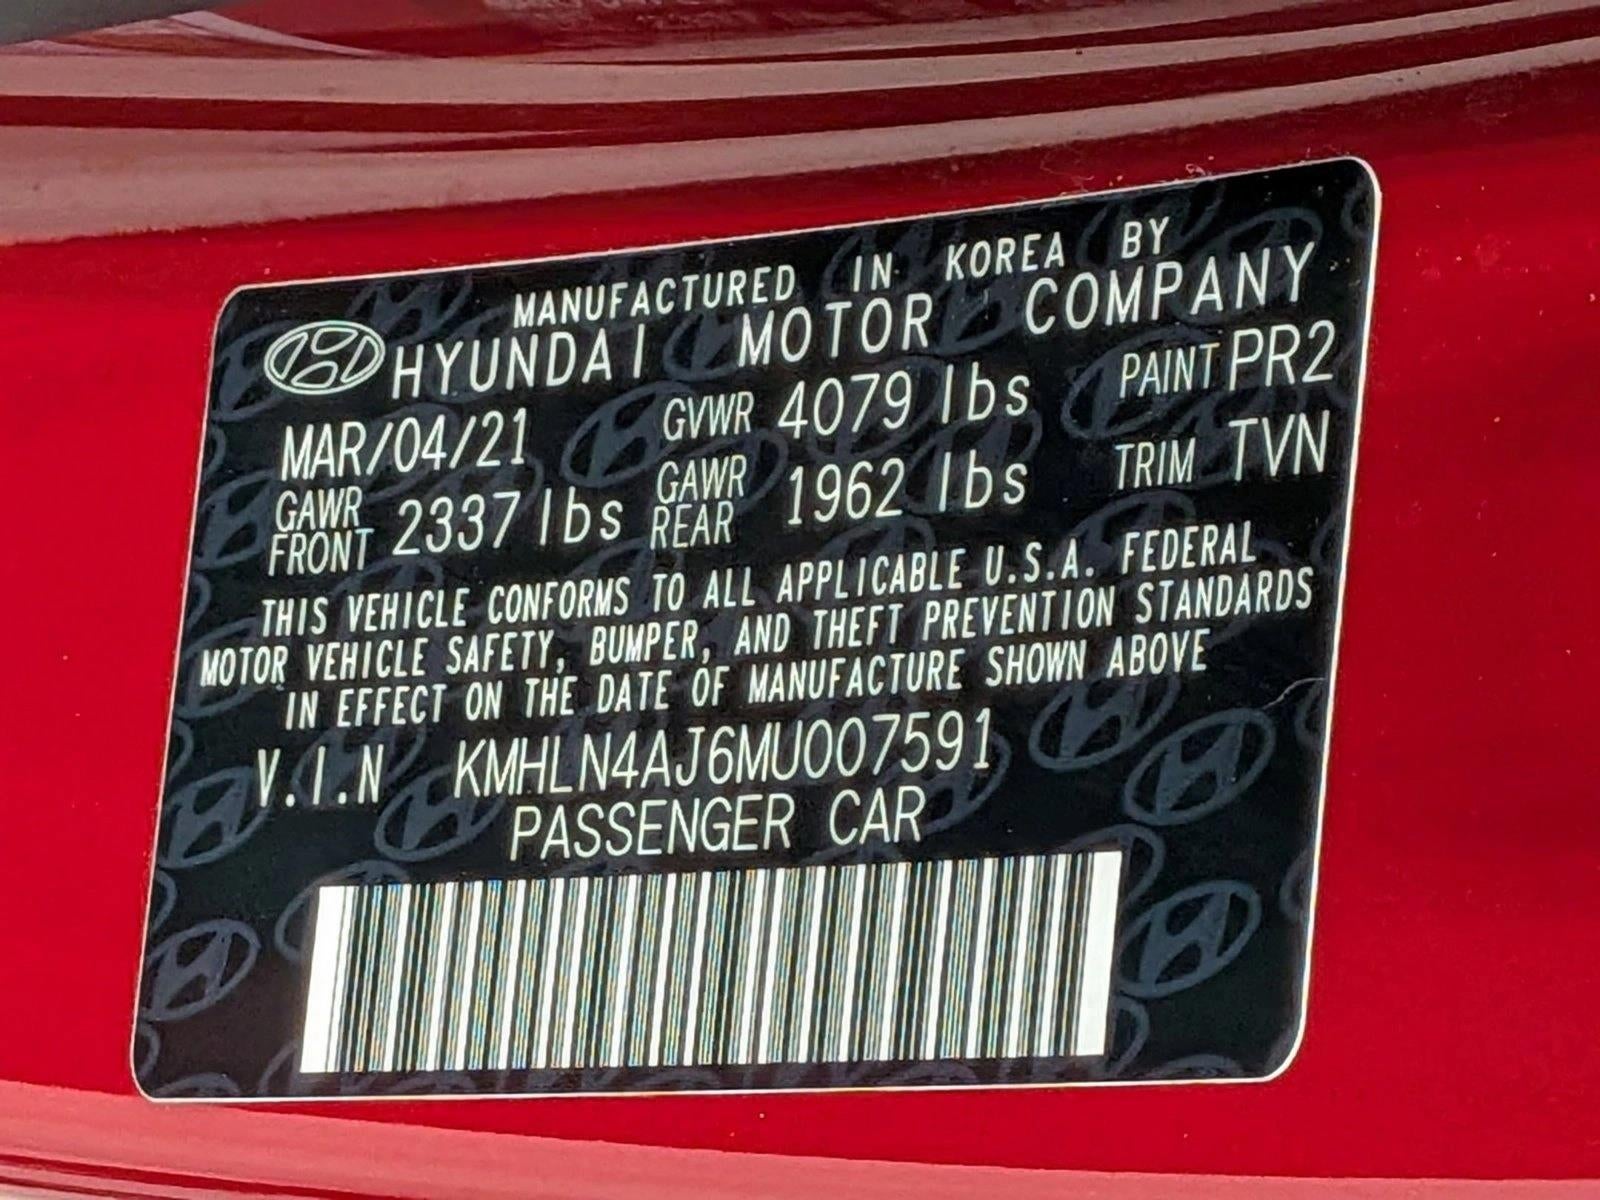 MANUFACTURED IN KOREA BY
HYUNDAI MOTOR COMPANY
MAR/04/21 GVWR 4079 lbs PAINT PR2
GAWR FRONT 2337 lbs GAWR REAR 1962 lbs TRIM TVN
THIS VEHICLE CONFORMS TO ALL APPLICABLE U.S.A. FEDERAL
MOTOR VEHICLE SAFETY, BUMPER, AND THEFT PREVENTION STANDARDS
IN EFFECT ON THE DATE OF MANUFACTURE SHOWN ABOVE
V.I.N KMHLN4AJ6MU007591
PASSENGER CAR